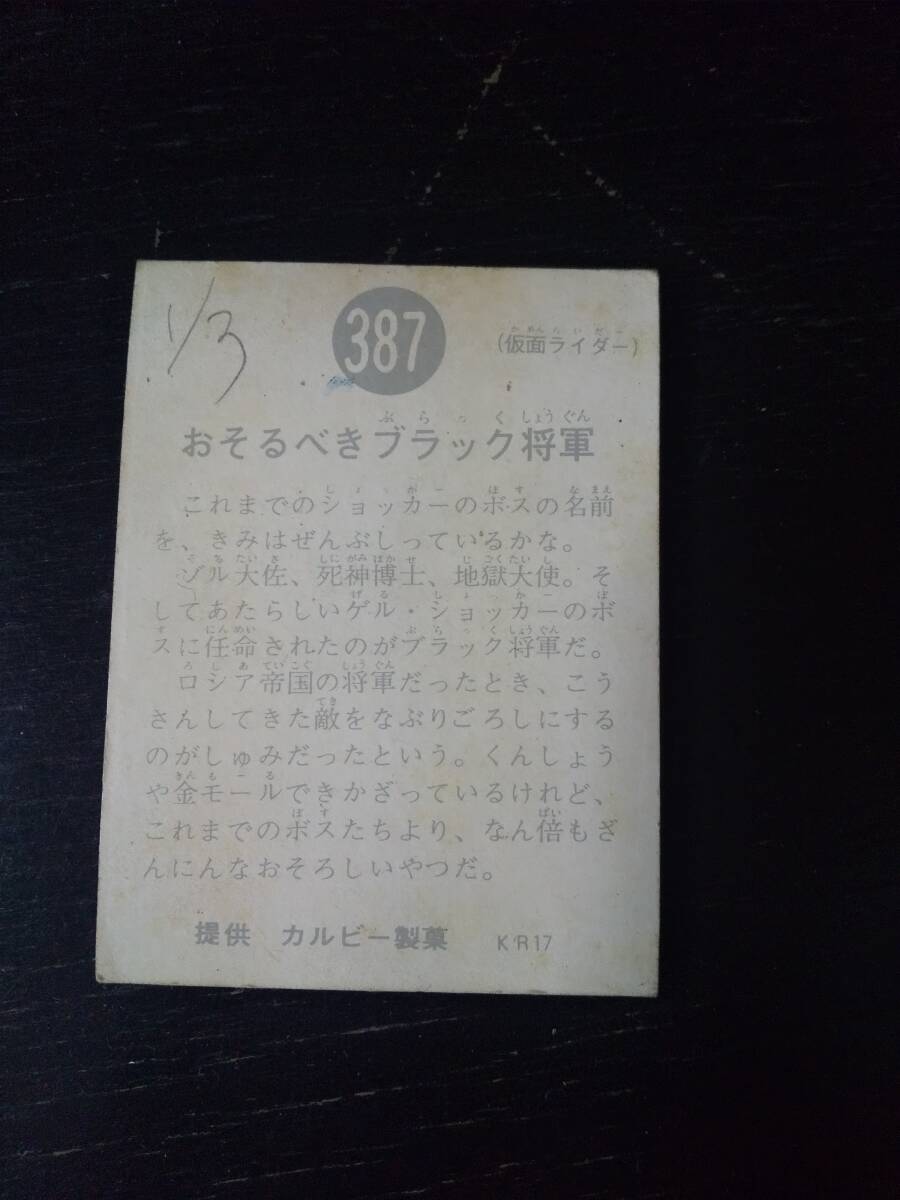 1/3
387
(仮面ライダー)
おそるべきブラック将軍
これまでのショッカーのボスの名前
を、きみはぜんぶしっているかな。
ゾル大佐、死神博士、地獄大使。そ
してあたらしいゲル・ショッカーのボ
スに任命されたのがブラック将軍だ。
ロシア帝国の将軍だったとき、こう
さんしてきた敵をなぶりごろしにする
のがしゅみだったという。くんしょう
や金モールできかざっているけれど、
これまでのボスたちより、なん倍もざ
んにんなおそろしいやつだ。
提供 カルビー製菓 KR17